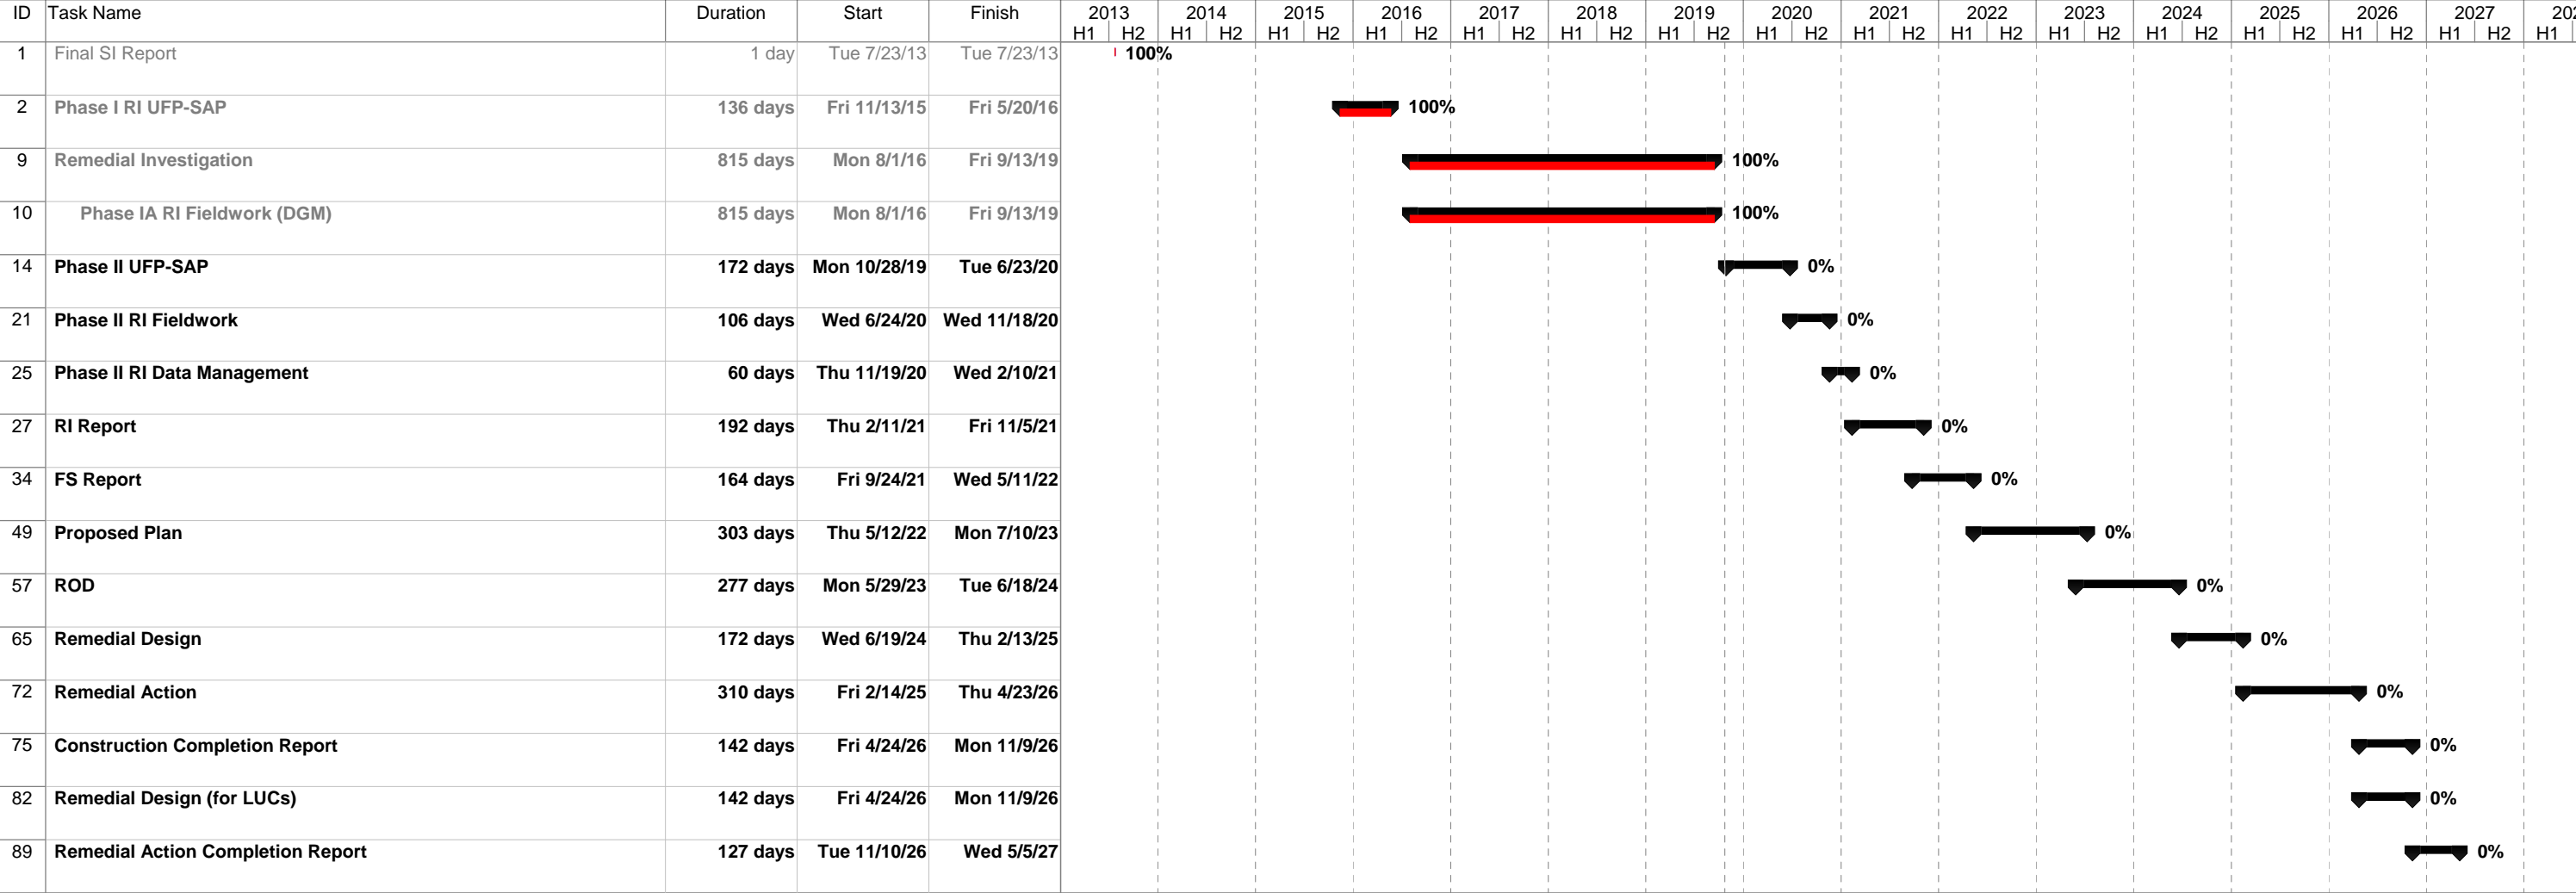 ID Task Name Duration Start Finish 2013 2014 2015 2016 2017 2018 2019 2020 2021 2022 2023 2024 2025 2026 2027
H1 H2 H1 H2 H1 H2 H1 H2 H1 H2 H1 H2 H1 H2 H1 H2 H1 H2 H1 H2 H1 H2 H1 H2 H1 H2 H1 H2 H1 H2 H1
1 Final SI Report 1 day Tue 7/23/13 Tue 7/23/13 100%
2 Phase I RI UFP-SAP 136 days Fri 11/13/15 Fri 5/20/16 100%
9 Remedial Investigation 815 days Mon 8/1/16 Fri 9/13/19 100%
10 Phase IA RI Fieldwork (DGM) 815 days Mon 8/1/16 Fri 9/13/19 100%
14 Phase II UFP-SAP 172 days Mon 10/28/19 Tue 6/23/20 0%
21 Phase II RI Fieldwork 106 days Wed 6/24/20 Wed 11/18/20 0%
25 Phase II RI Data Management 60 days Thu 11/19/20 Wed 2/10/21 0%
27 RI Report 192 days Thu 2/11/21 Fri 11/5/21 0%
34 FS Report 164 days Fri 9/24/21 Wed 5/11/22 0%
49 Proposed Plan 303 days Thu 5/12/22 Mon 7/10/23 0%
57 ROD 277 days Mon 5/29/23 Tue 6/18/24 0%
65 Remedial Design 172 days Wed 6/19/24 Thu 2/13/25 0%
72 Remedial Action 310 days Fri 2/14/25 Thu 4/23/26 0%
75 Construction Completion Report 142 days Fri 4/24/26 Mon 11/9/26 0%
82 Remedial Design (for LUCs) 142 days Fri 4/24/26 Mon 11/9/26 0%
89 Remedial Action Completion Report 127 days Tue 11/10/26 Wed 5/5/27 0%